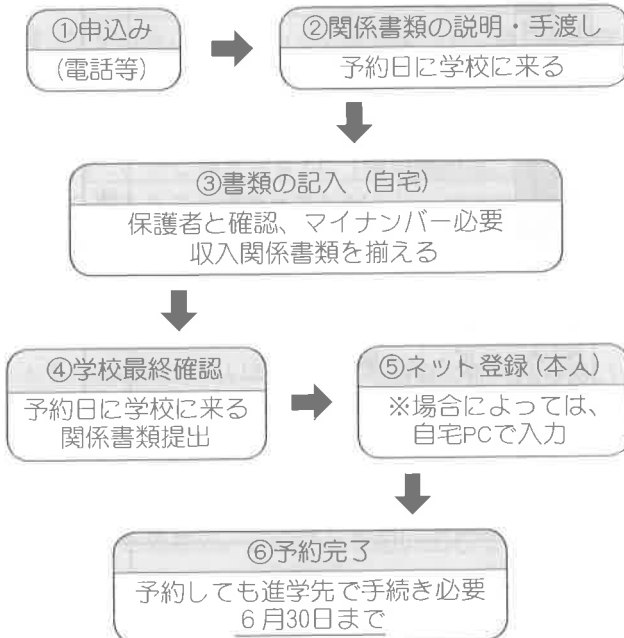 ①申込み
(電話等)
②関係書類の説明・手渡し
予約日に学校に来る
③書類の記入（自宅）
保護者と確認、マイナンバー必要
収入関係書類を揃える
④学校最終確認
予約日に学校に来る
関係書類提出
⑤ネット登録(本人)
※場合によっては、
自宅PCで入力
⑥予約完了
予約しても進学先で手続き必要
6月30日まで